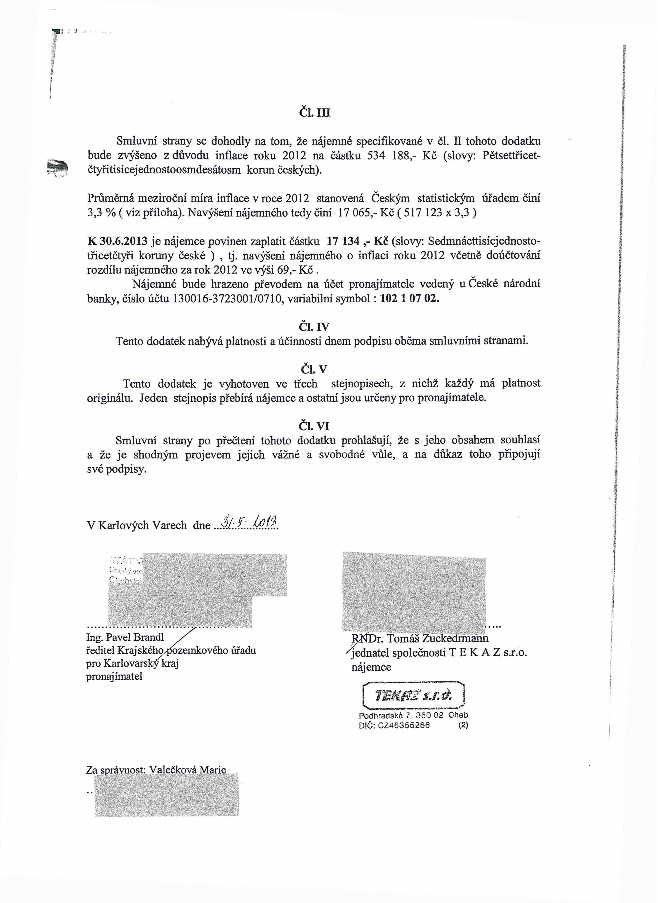 Čl. III
Smluvní strany se dohodly na tom, že nájemné specifikované v čl. II tohoto dodatku
bude zvýšeno z důvodu inflace roku 2012 na částku 534 188,- Kč (slovy: Pětsettřicet-
čtyřitisícejednostoosmdesátosm korun českých).
Průměrná meziroční míra inflace v roce 2012 stanovená Českým statistickým úřadem činí
3,3 % ( viz příloha). Navýšení nájemného tedy činí 17 065,- Kč ( 517 123 x 3,3 )
K 30.6.2013 je nájemce povinen zaplatit částku 17 134 ,- Kč (slovy: Sedmnácttisícjednosto-
třicetčtyři koruny české ) , tj. navýšení nájemného o inflaci roku 2012 včetně doúčtování
rozdílu nájemného za rok 2012 ve výši 69,- Kč .
Nájemné bude hrazeno převodem na účet pronajímatele vedený u České národní
banky, číslo účtu 130016-3723001/0710, variabilní symbol : 102 1 07 02.
Čl. IV
Tento dodatek nabývá platnosti a účinnosti dnem podpisu oběma smluvními stranami.
Čl. V
Tento dodatek je vyhotoven ve třech stejnopisech, z nichž každý má platnost
originálu. Jeden stejnopis přebírá nájemce a ostatní jsou určeny pro pronajímatele.
Čl. VI
Smluvní strany po přečtení tohoto dodatku prohlašují, že s jeho obsahem souhlasí
a že je shodným projevem jejich vážné a svobodné vůle, a na důkaz toho připojují
své podpisy.
V Karlových Varech dne ..31.5. 2013.
Ing. Pavel Brandl
ředitel Krajského pozemkového úřadu
pro Karlovarský kraj
pronajímatel
RNDr. Tomáš Zuckedrmann
jednatel společnosti T E K A Z s.r.o.
nájemce
TEKAZ s.r.o.
Podhradská 7, 350 02 Cheb
DIČ: CZ45355266 (2)
Za správnost: Valečková Marie